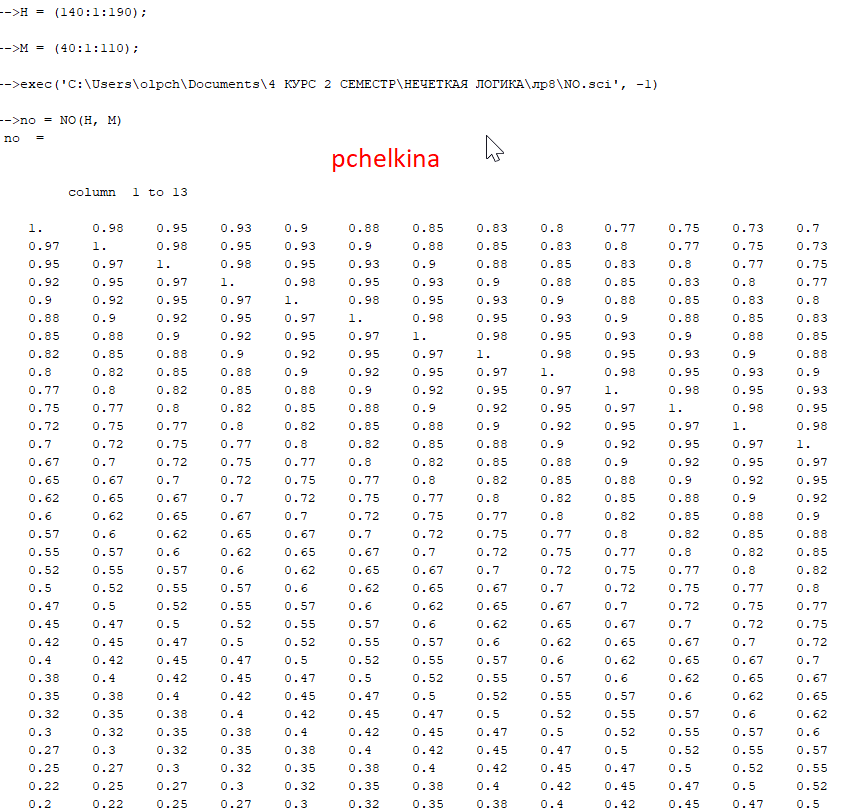 -->H = (140:1:190);
-->M = (40:1:110);
-->exec('C:\Users\olpch\Documents\4 КУРС 2 СЕМЕСТР\НЕЧЕТКАЯ ЛОГИКА\лр8\NO.sci', -1)
-->no = NO(H, M)
no =
pchelkina
column 1 to 13
1. 0.98 0.95 0.93 0.9 0.88 0.85 0.83 0.8 0.77 0.75 0.73 0.7
0.97 1. 0.98 0.95 0.93 0.9 0.88 0.85 0.83 0.8 0.77 0.75 0.73
0.95 0.97 1. 0.98 0.95 0.93 0.9 0.88 0.85 0.83 0.8 0.77 0.75
0.92 0.95 0.97 1. 0.98 0.95 0.93 0.9 0.88 0.85 0.83 0.8 0.77
0.9 0.92 0.95 0.97 1. 0.98 0.95 0.93 0.9 0.88 0.85 0.83 0.8
0.88 0.9 0.92 0.95 0.97 1. 0.98 0.95 0.93 0.9 0.88 0.85 0.83
0.85 0.88 0.9 0.92 0.95 0.97 1. 0.98 0.95 0.93 0.9 0.88 0.85
0.82 0.85 0.88 0.9 0.92 0.95 0.97 1. 0.98 0.95 0.93 0.9 0.88
0.8 0.82 0.85 0.88 0.9 0.92 0.95 0.97 1. 0.98 0.95 0.93 0.9
0.77 0.8 0.82 0.85 0.88 0.9 0.92 0.95 0.97 1. 0.98 0.95 0.93
0.75 0.77 0.8 0.82 0.85 0.88 0.9 0.92 0.95 0.97 1. 0.98 0.95
0.72 0.75 0.77 0.8 0.82 0.85 0.88 0.9 0.92 0.95 0.97 1. 0.98
0.7 0.72 0.75 0.77 0.8 0.82 0.85 0.88 0.9 0.92 0.95 0.97 1.
0.67 0.7 0.72 0.75 0.77 0.8 0.82 0.85 0.88 0.9 0.92 0.95 0.97
0.65 0.67 0.7 0.72 0.75 0.77 0.8 0.82 0.85 0.88 0.9 0.92 0.95
0.62 0.65 0.67 0.7 0.72 0.75 0.77 0.8 0.82 0.85 0.88 0.9 0.92
0.6 0.62 0.65 0.67 0.7 0.72 0.75 0.77 0.8 0.82 0.85 0.88 0.9
0.57 0.6 0.62 0.65 0.67 0.7 0.72 0.75 0.77 0.8 0.82 0.85 0.88
0.55 0.57 0.6 0.62 0.65 0.67 0.7 0.72 0.75 0.77 0.8 0.82 0.85
0.52 0.55 0.57 0.6 0.62 0.65 0.67 0.7 0.72 0.75 0.77 0.8 0.82
0.5 0.52 0.55 0.57 0.6 0.62 0.65 0.67 0.7 0.72 0.75 0.77 0.8
0.47 0.5 0.52 0.55 0.57 0.6 0.62 0.65 0.67 0.7 0.72 0.75 0.77
0.45 0.47 0.5 0.52 0.55 0.57 0.6 0.62 0.65 0.67 0.7 0.72 0.75
0.42 0.45 0.47 0.5 0.52 0.55 0.57 0.6 0.62 0.65 0.67 0.7 0.72
0.4 0.42 0.45 0.47 0.5 0.52 0.55 0.57 0.6 0.62 0.65 0.67 0.7
0.38 0.4 0.42 0.45 0.47 0.5 0.52 0.55 0.57 0.6 0.62 0.65 0.67
0.35 0.38 0.4 0.42 0.45 0.47 0.5 0.52 0.55 0.57 0.6 0.62 0.65
0.32 0.35 0.38 0.4 0.42 0.45 0.47 0.5 0.52 0.55 0.57 0.6 0.62
0.3 0.32 0.35 0.38 0.4 0.42 0.45 0.47 0.5 0.52 0.55 0.57 0.6
0.27 0.3 0.32 0.35 0.38 0.4 0.42 0.45 0.47 0.5 0.52 0.55 0.57
0.25 0.27 0.3 0.32 0.35 0.38 0.4 0.42 0.45 0.47 0.5 0.52 0.55
0.22 0.25 0.27 0.3 0.32 0.35 0.38 0.4 0.42 0.45 0.47 0.5 0.52
0.2 0.22 0.25 0.27 0.3 0.32 0.35 0.38 0.4 0.42 0.45 0.47 0.5